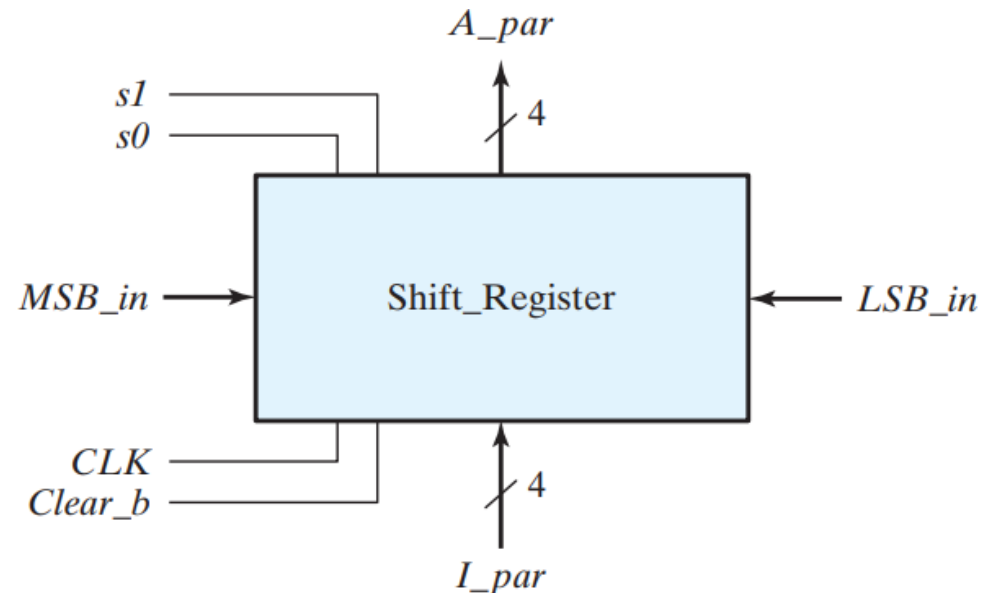 A_par
s1
4
s0
MSB_in
Shift_Register
LSB_in
CLK
4
Clear_b
I_par